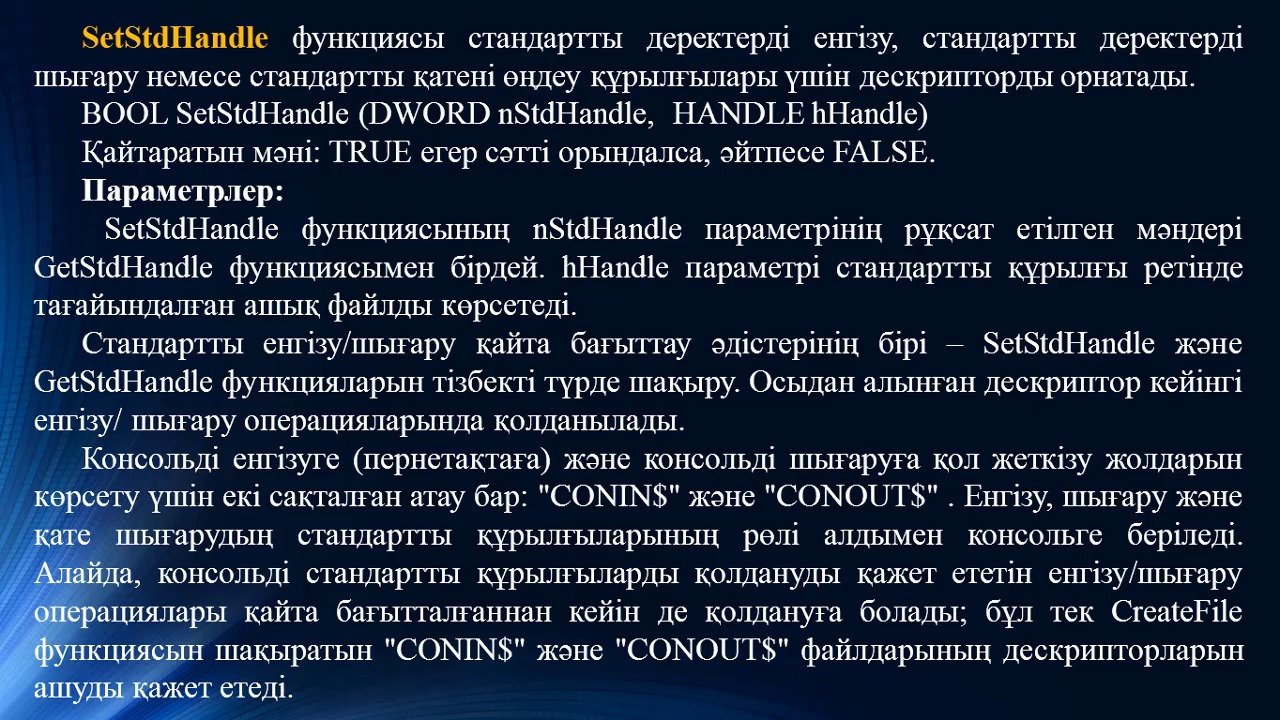 SetStdHandle функциясы стандартты деректерді енгізу, стандартты деректерді
шығару немесе стандартты қатені өңдеу құрылғылары үшін дескрипторды орнатады.
BOOL SetStdHandle (DWORD nStdHandle, HANDLE hHandle)
Қайтаратын мәні: TRUE егер сәтті орындалса, әйтпесе FALSE.
Параметрлер:
SetStdHandle функциясының nStdHandle параметрінің рұқсат етілген мәндері
GetStdHandle функциясымен бірдей. hHandle параметрі стандартты құрылғы ретінде
тағайындалған ашық файлды көрсетеді.
Стандартты енгізу/шығару қайта бағыттау әдістерінің бірі – SetStdHandle және
GetStdHandle функцияларын тізбекті түрде шақыру. Осыдан алынған дескриптор кейінгі
енгізу/ шығару операцияларында қолданылады.
Консольді енгізуге (пернетақтаға) және консольді шығаруға қол жеткізу жолдарын
көрсету үшін екі сақталған атау бар: "CONIN$" және "CONOUT$" . Енгізу, шығару және
қате шығарудың стандартты құрылғыларының рөлі алдымен консольге беріледі.
Алайда, консольді стандартты құрылғыларды қолдануды қажет ететін енгізу/шығару
операциялары қайта бағытталғаннан кейін де қолдануға болады; бұл тек CreateFile
функциясын шақыратын "CONIN$" және "CONOUT$" файлдарының дескрипторларын
ашуды қажет етеді.